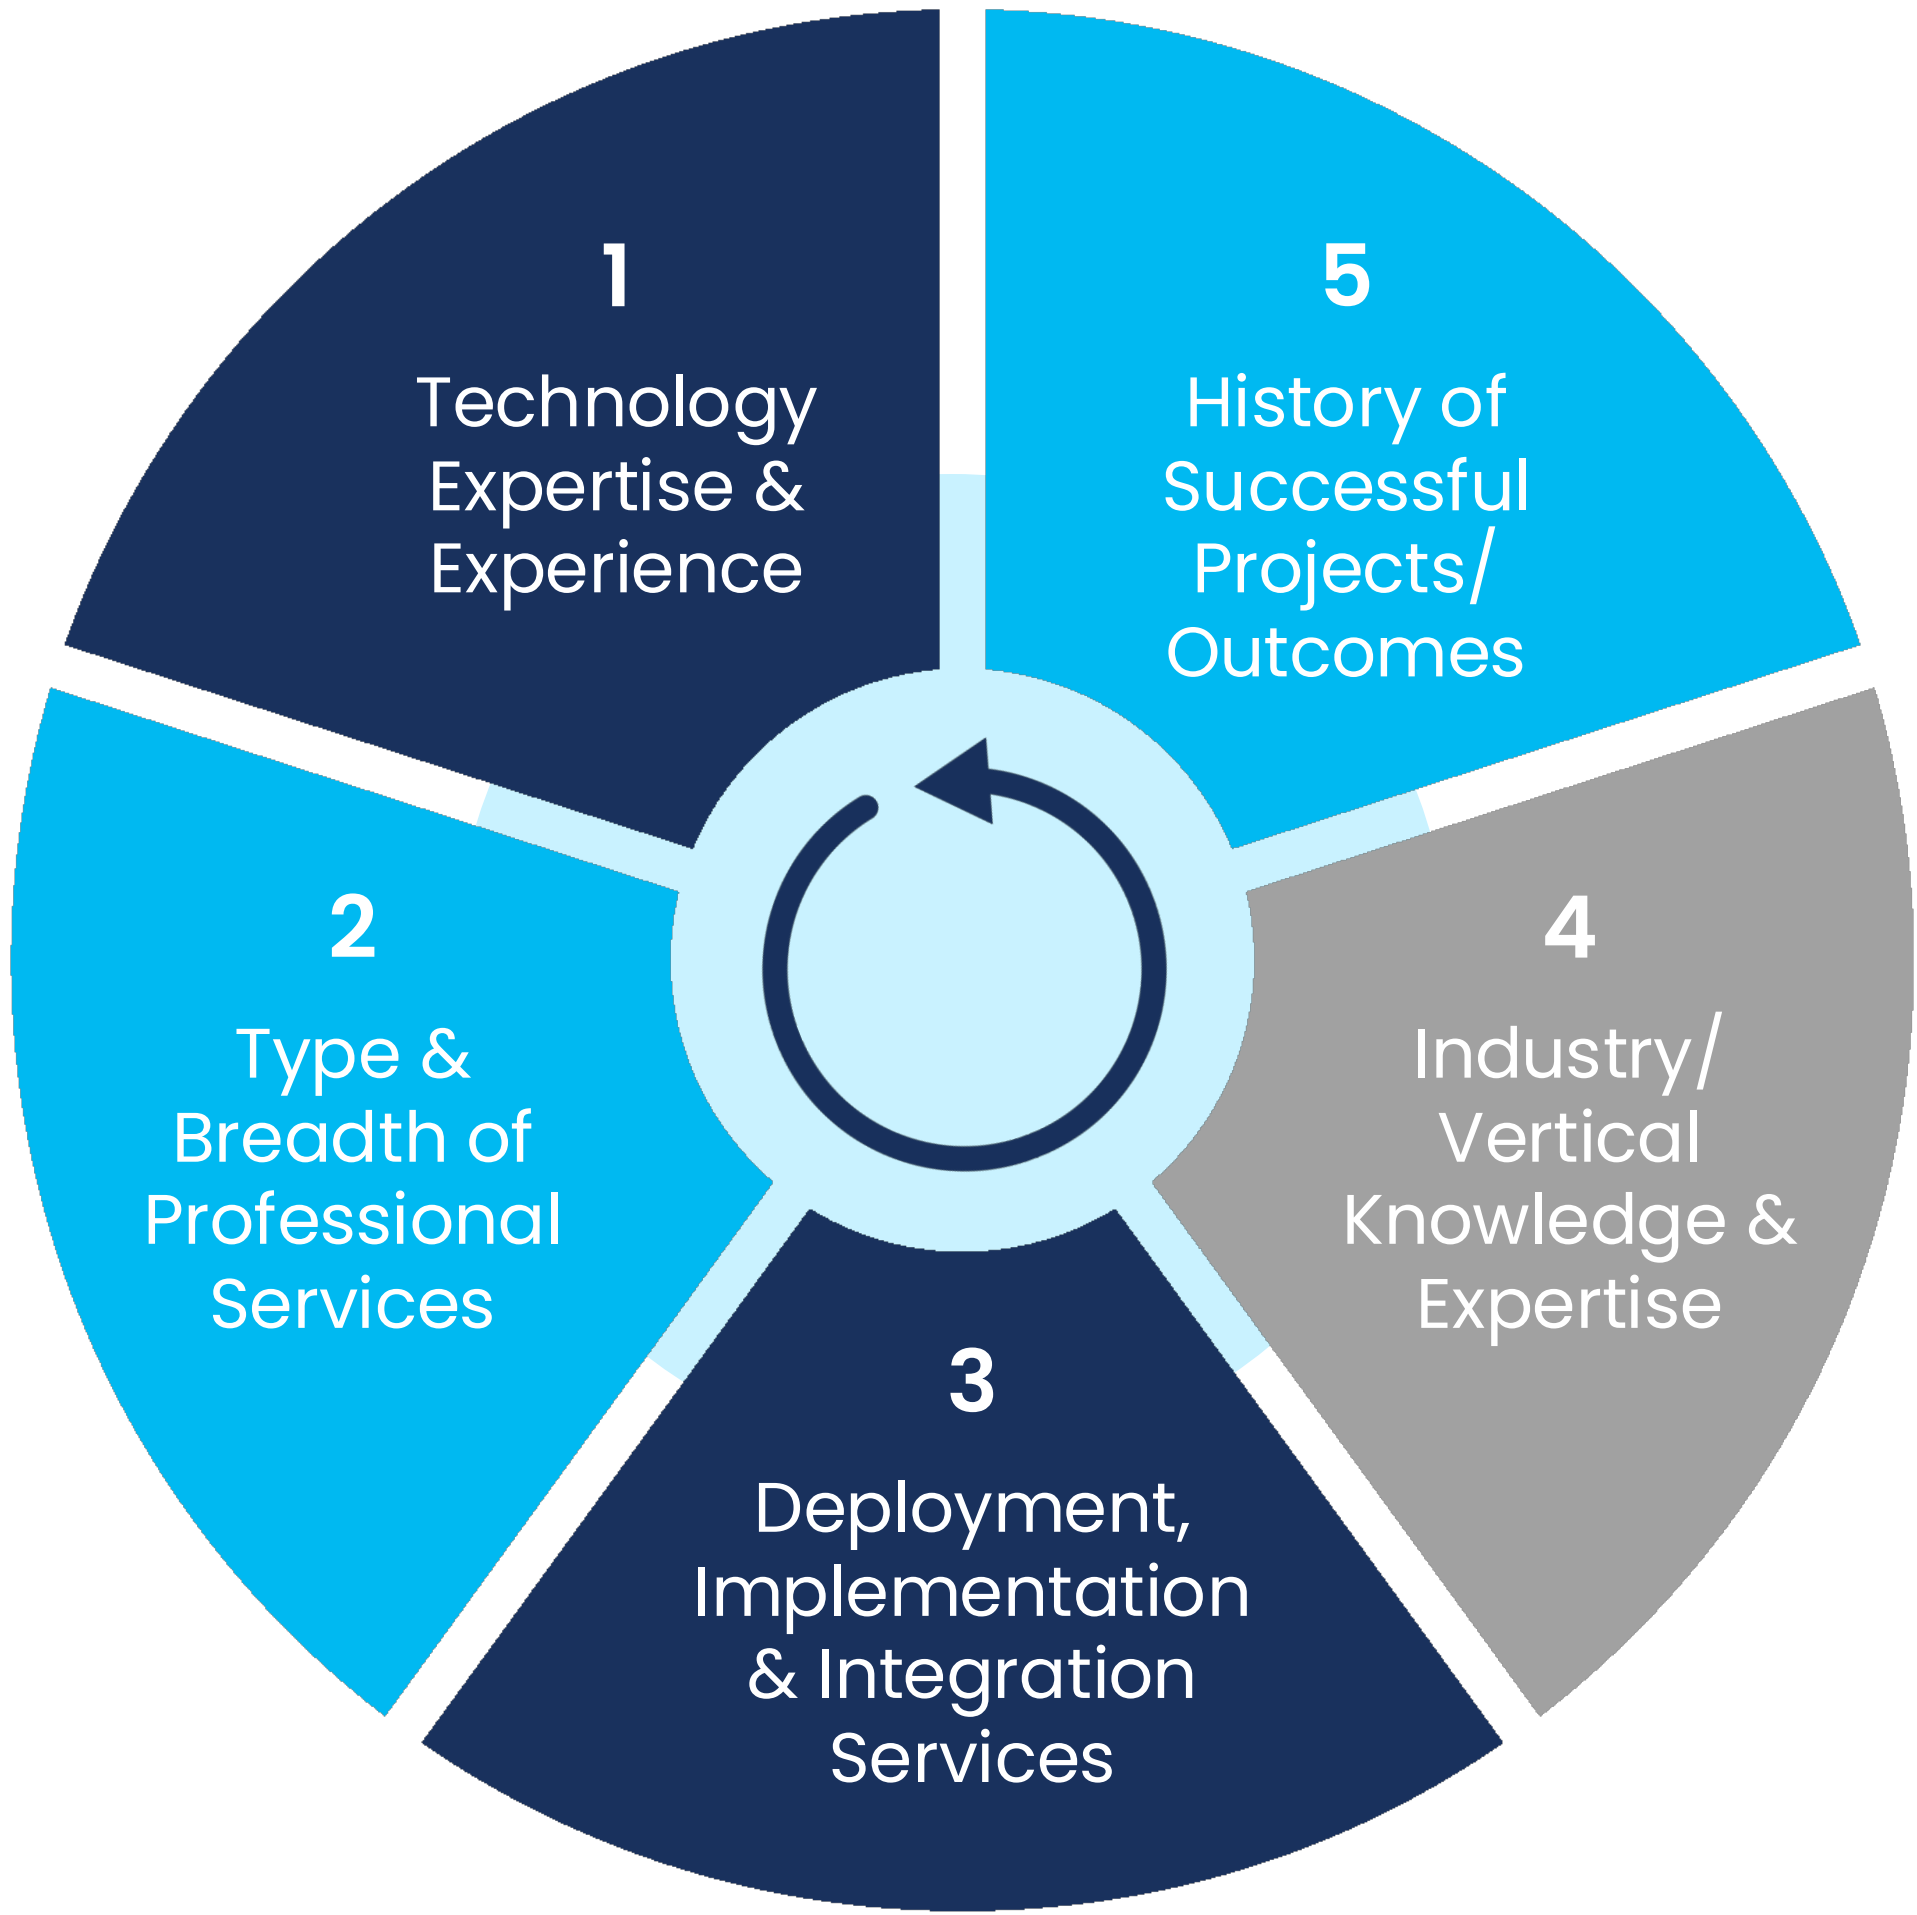 1
Technology
Expertise &
Experience
2
Type &
Breadth of
Professional
Services
3
Deployment,
Implementation
& Integration
Services
4
Industry/
Vertical
Knowledge &
Expertise
5
History of
Successful
Projects/
Outcomes